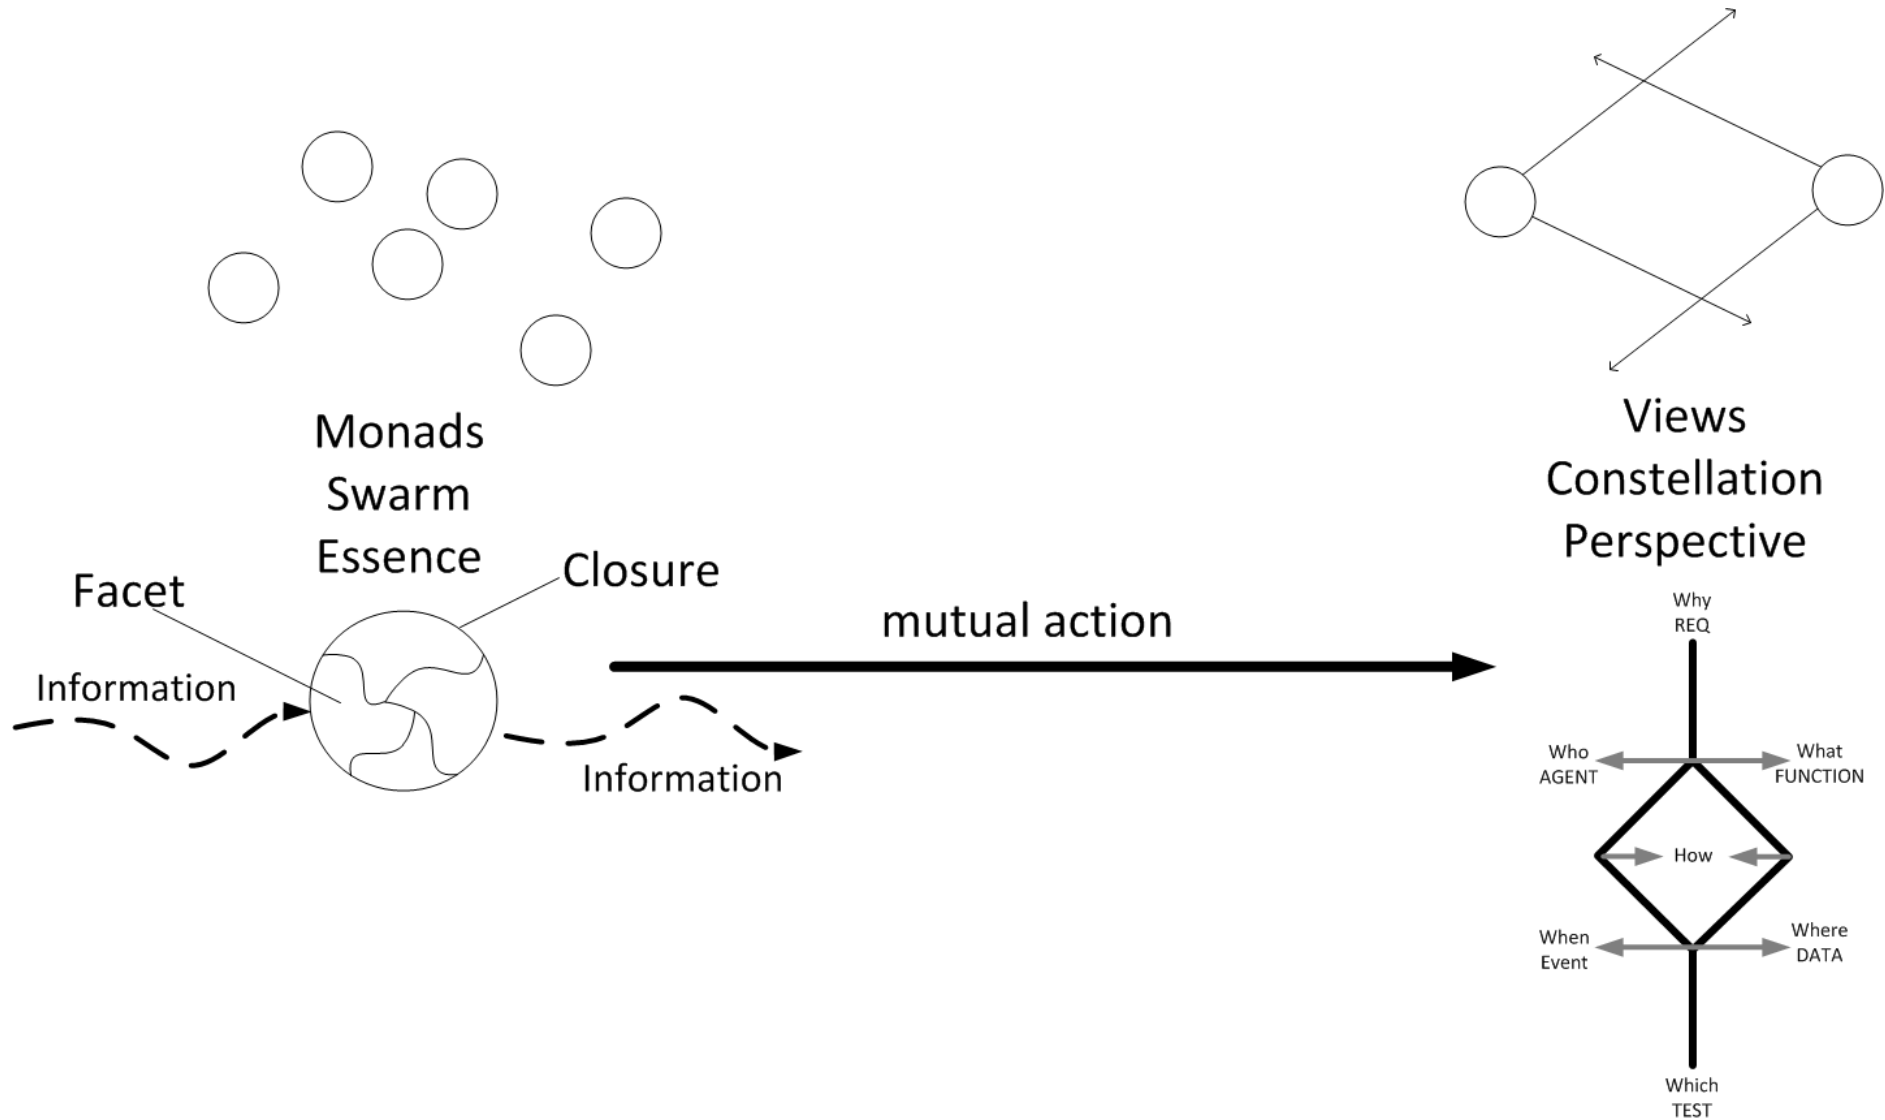 Monads
Swarm
Essence
Facet
Closure
Information
Information
mutual action
Views
Constellation
Perspective
Why
REQ
Who
AGENT
What
FUNCTION
How
When
Event
Where
DATA
Which
TEST